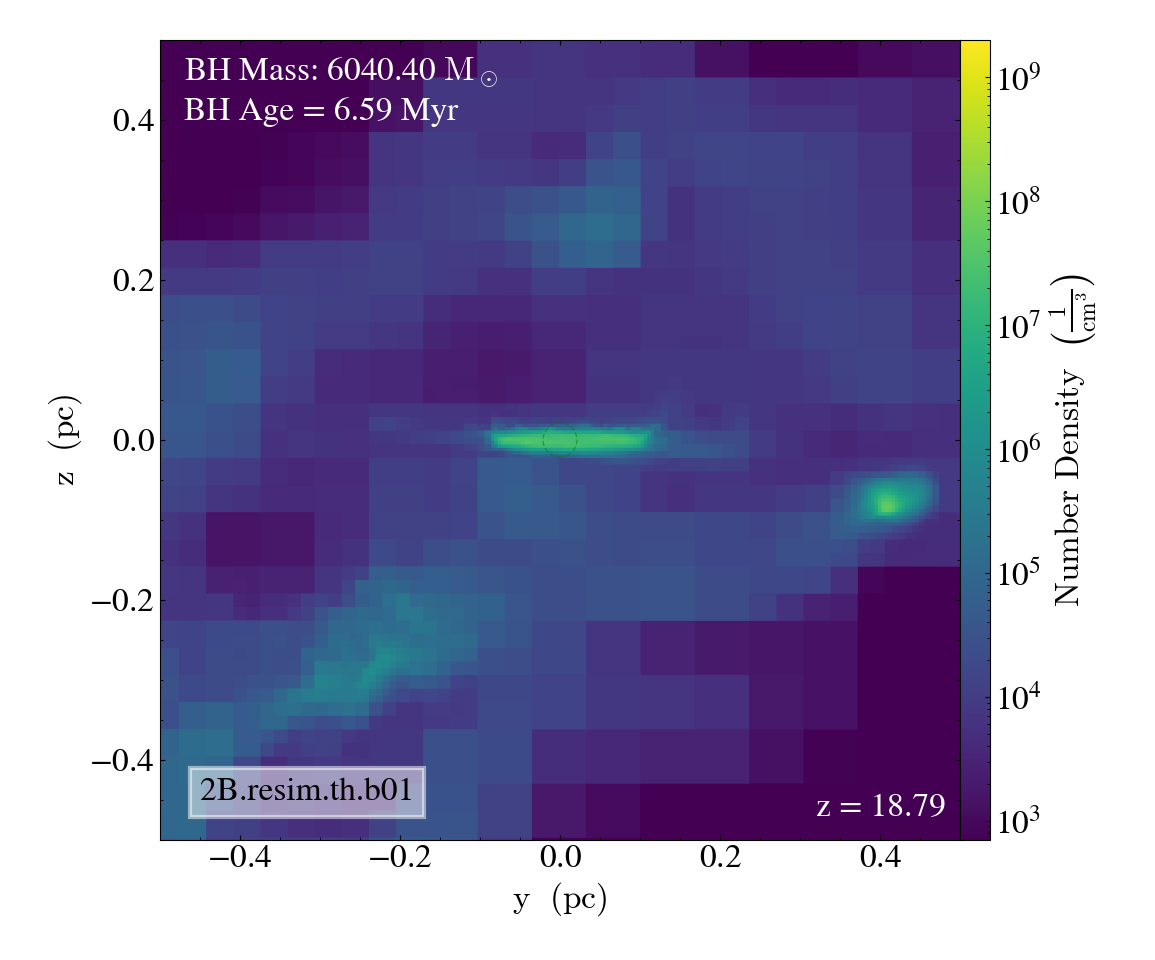 BH Mass: 6040.40 M☉
BH Age = 6.59 Myr
0.4
0.2
0.0
−0.2
−0.4
z (pc)
2B.resim.th.b01
z = 18.79
−0.4 −0.2 0.0 0.2 0.4
y (pc)
10⁹
10⁸
10⁷
10⁶
10⁵
10⁴
10³
Number Density (1/cm³)